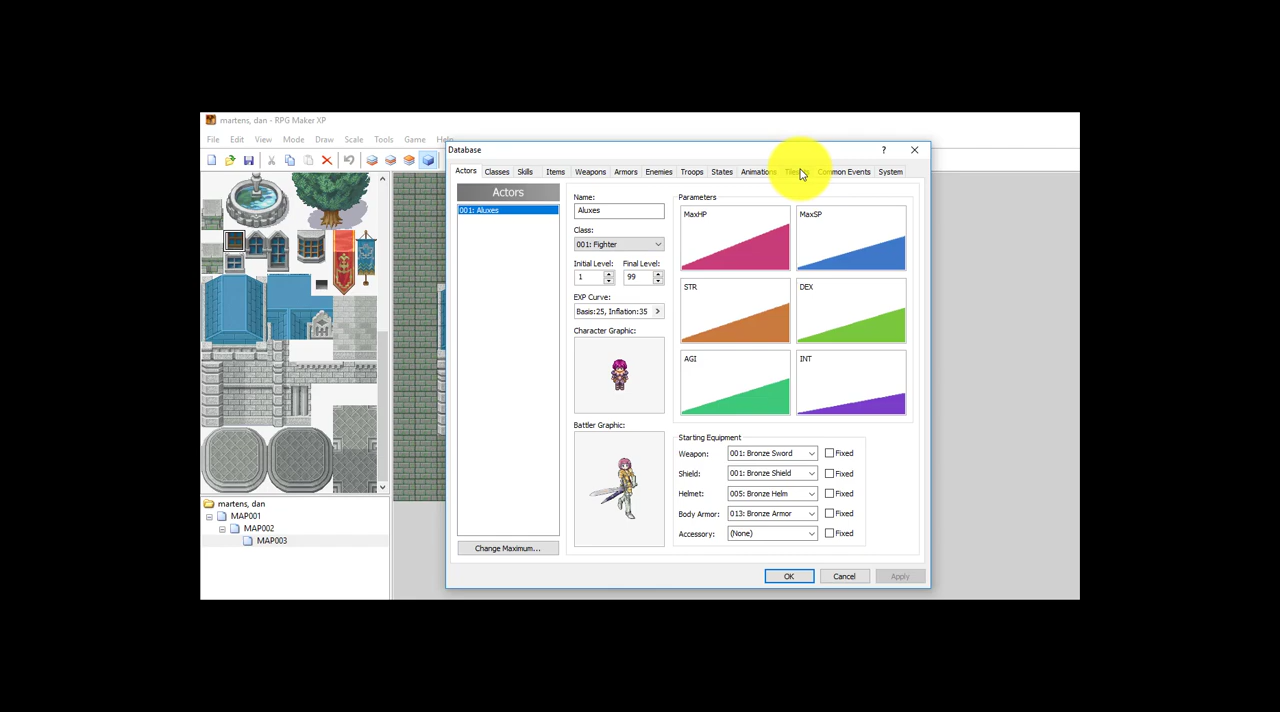 martens, dan - RPG Maker XP
File Edit View Mode Draw Scale Tools Game Help
Database
?
Actors Classes Skills Items Weapons Armors Enemies Troops States Animations Tilesets Common Events System
Actors
001: Aluxes
Change Maximum...
Name:
Aluxes
Class:
001: Fighter
Initial Level: Final Level:
1 99
EXP Curve:
Basis:25, Inflation:35
Character Graphic:
Battler Graphic:
Parameters
MaxHP MaxSP
STR DEX
AGI INT
Starting Equipment
Weapon: 001: Bronze Sword Fixed
Shield: 001: Bronze Shield Fixed
Helmet: 005: Bronze Helm Fixed
Body Armor: 013: Bronze Armor Fixed
Accessory: (None) Fixed
OK Cancel Apply
martens, dan
MAP001
MAP002
MAP003